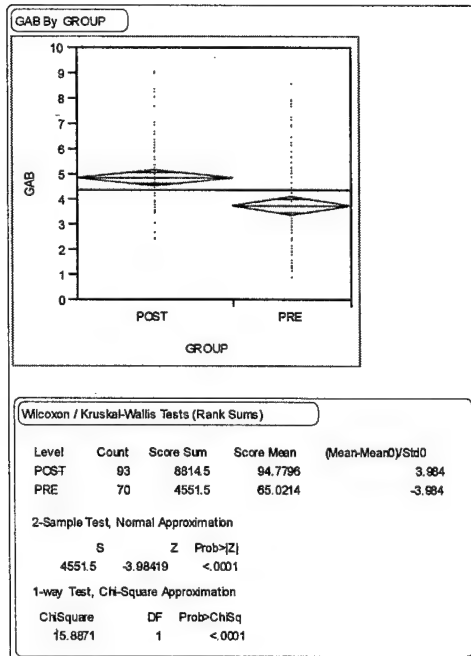 GAB By GROUP
10
9
8
7
6
5
4
3
2
1
0
GAB
POST PRE
GROUP
Wilcoxon / Kruskal-Wallis Tests (Rank Sums)
Level Count Score Sum Score Mean (Mean-Mean0)/Std0
POST 93 8814.5 94.7796 3.984
PRE 70 4551.5 65.0214 -3.984
2-Sample Test, Normal Approximation
S Z Prob>|Z|
4551.5 -3.98419 <.0001
1-way Test, Chi-Square Approximation
ChiSquare DF Prob>ChiSq
15.8871 1 <.0001